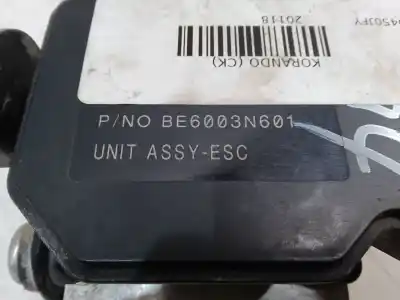 KORANDO (CK)
P/NO BE6003N601
UNIT ASSY-ESC